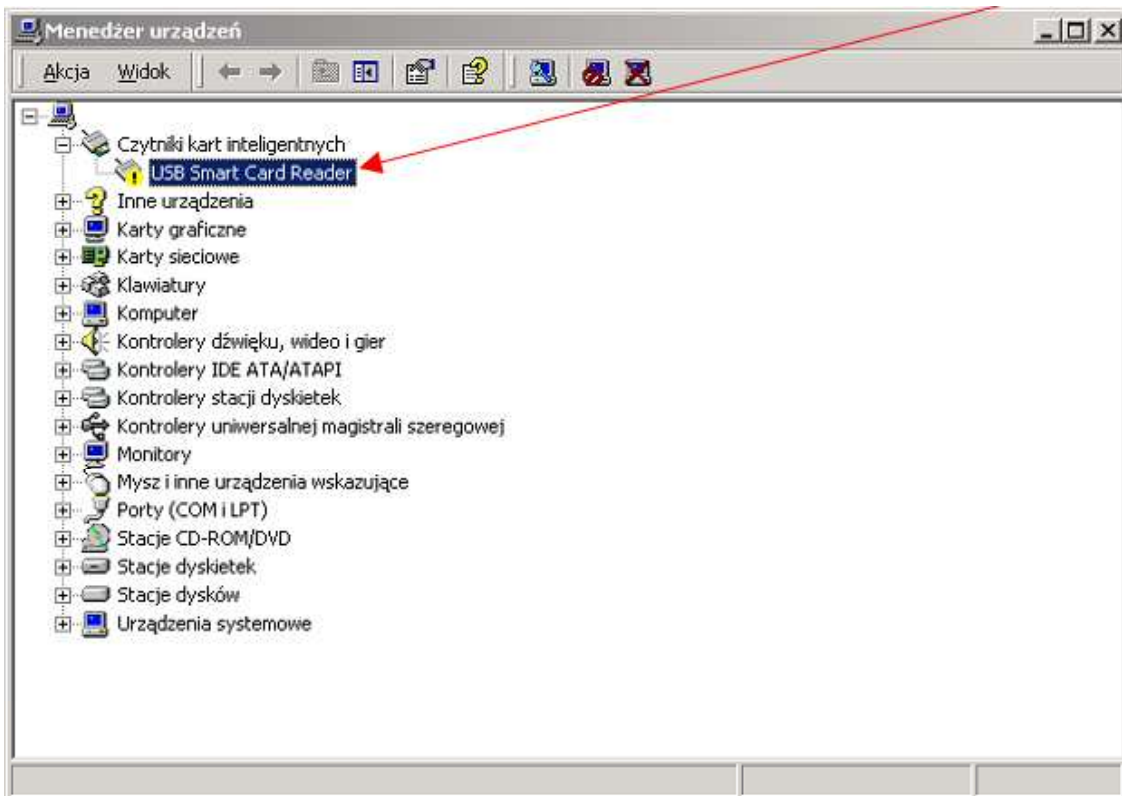 Menedżer urządzeń
Akcja Widok
Czytniki kart inteligentnych
USB Smart Card Reader
Inne urządzenia
Karty graficzne
Karty sieciowe
Klawiatury
Komputer
Kontrolery dźwięku, wideo i gier
Kontrolery IDE ATA/ATAPI
Kontrolery stacji dyskietek
Kontrolery uniwersalnej magistrali szeregowej
Monitory
Mysz i inne urządzenia wskazujące
Porty (COM i LPT)
Stacje CD-ROM/DVD
Stacje dyskietek
Stacje dysków
Urządzenia systemowe